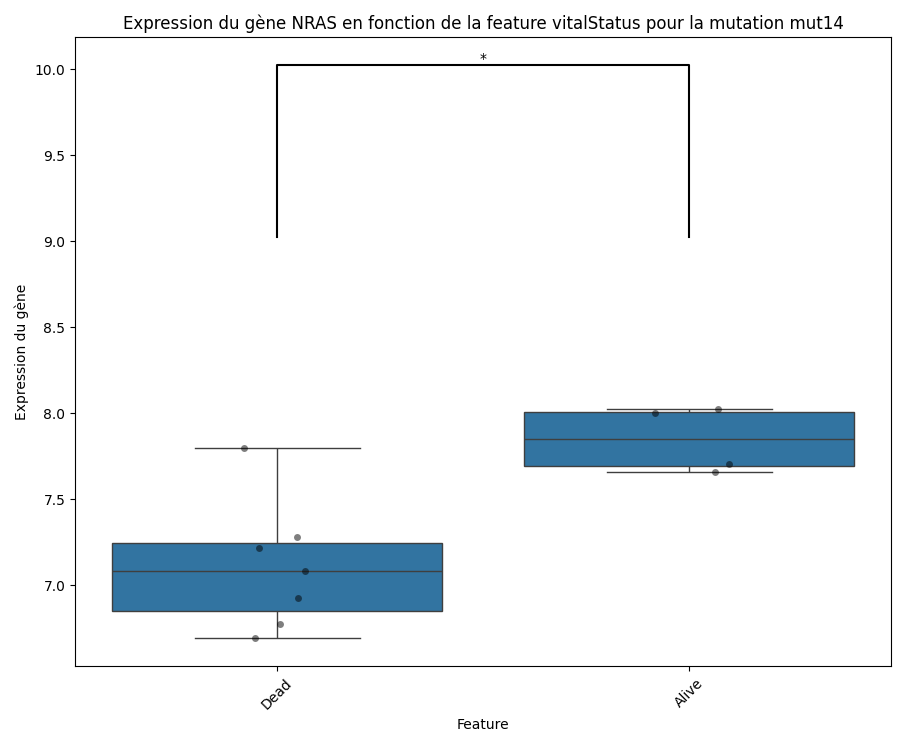 Expression du gène NRAS en fonction de la feature vitalStatus pour la mutation mut14
*
10.0
9.5
9.0
8.5
8.0
7.5
7.0
Expression du gène
Dead
Alive
Feature